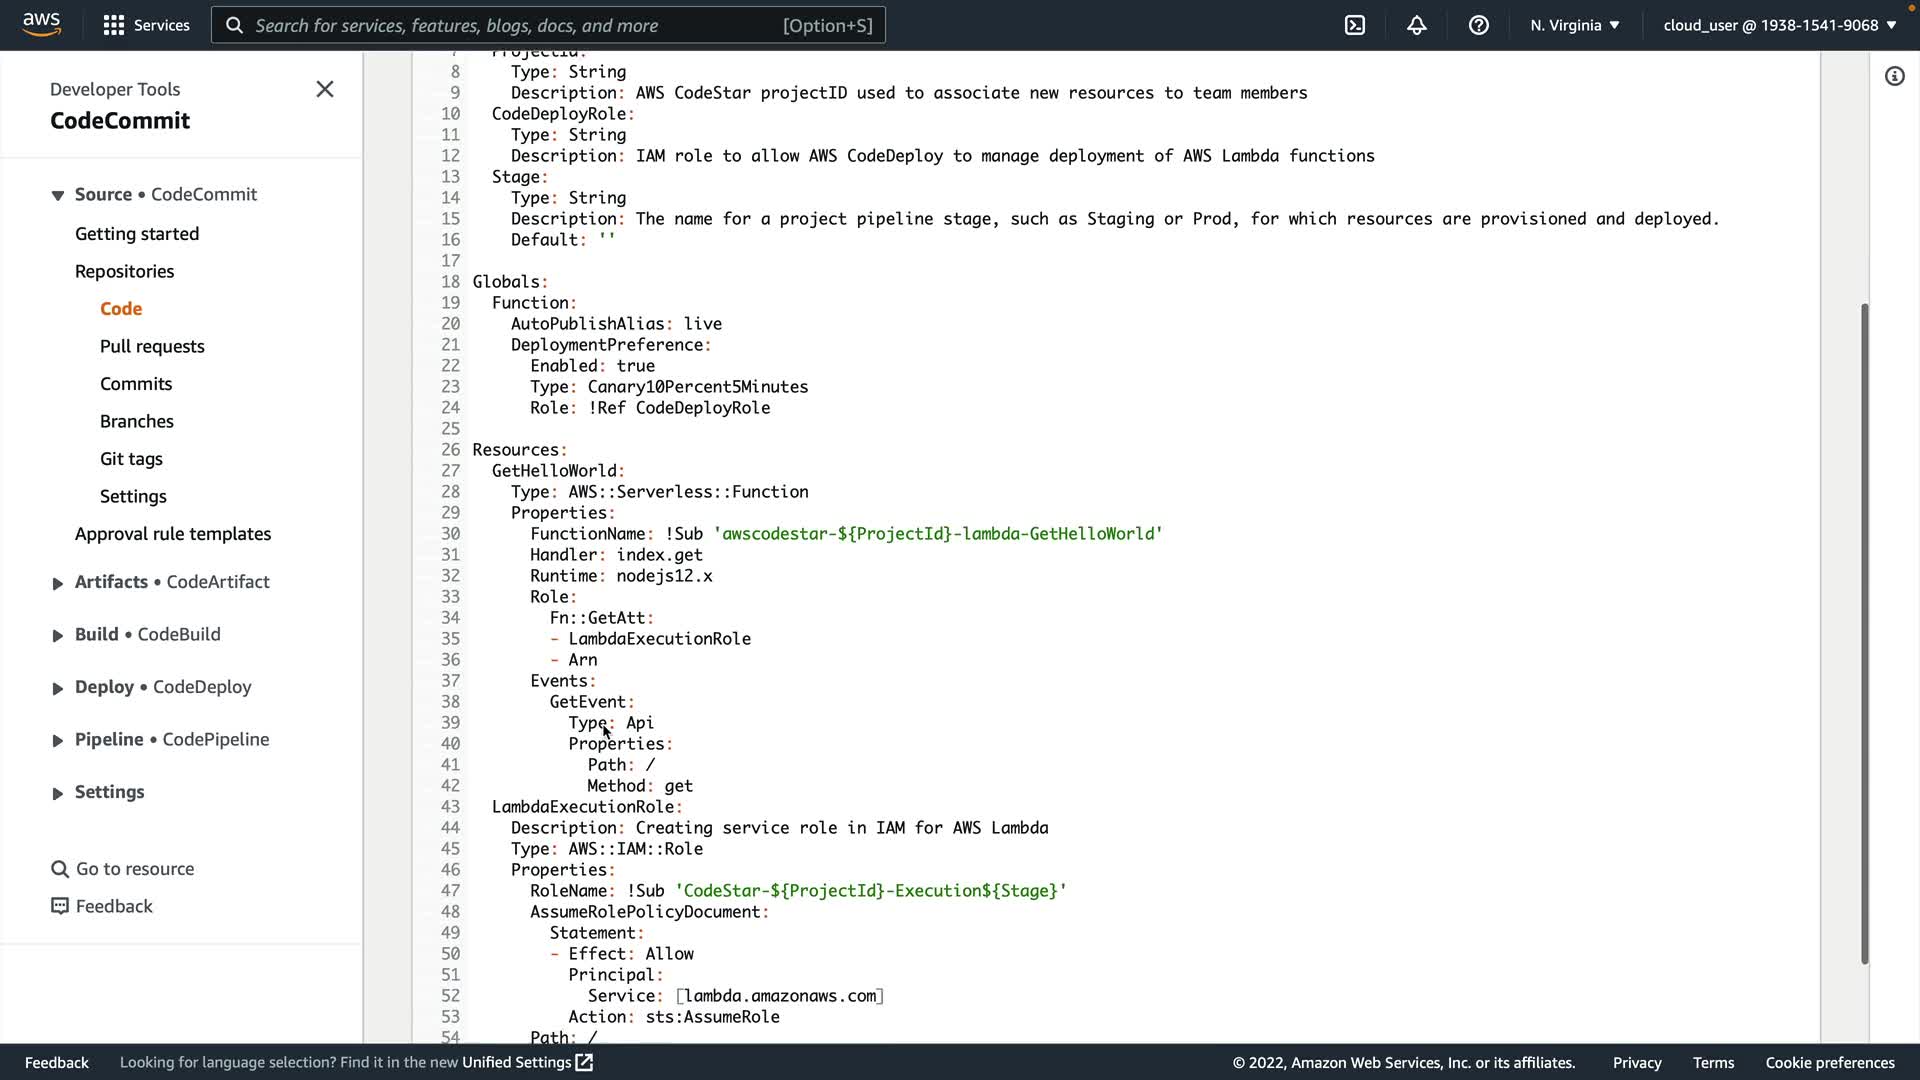 aws
Services
Search for services, features, blogs, docs, and more
[Option+S]
N. Virginia ▼
cloud_user @ 1938-1541-9068 ▼
Developer Tools
CodeCommit
Source • CodeCommit
Getting started
Repositories
Code
Pull requests
Commits
Branches
Git tags
Settings
Approval rule templates
Artifacts • CodeArtifact
Build • CodeBuild
Deploy • CodeDeploy
Pipeline • CodePipeline
Settings
Go to resource
Feedback
7 ProjectId:
8 Type: String
9 Description: AWS CodeStar projectID used to associate new resources to team members
10 CodeDeployRole:
11 Type: String
12 Description: IAM role to allow AWS CodeDeploy to manage deployment of AWS Lambda functions
13 Stage:
14 Type: String
15 Description: The name for a project pipeline stage, such as Staging or Prod, for which resources are provisioned and deployed.
16 Default: ''
17
18 Globals:
19 Function:
20 AutoPublishAlias: live
21 DeploymentPreference:
22 Enabled: true
23 Type: Canary10Percent5Minutes
24 Role: !Ref CodeDeployRole
25
26 Resources:
27 GetHelloWorld:
28 Type: AWS::Serverless::Function
29 Properties:
30 FunctionName: !Sub 'awscodestar-${ProjectId}-lambda-GetHelloWorld'
31 Handler: index.get
32 Runtime: nodejs12.x
33 Role:
34 Fn::GetAtt:
35 - LambdaExecutionRole
36 - Arn
37 Events:
38 GetEvent:
39 Type: Api
40 Properties:
41 Path: /
42 Method: get
43 LambdaExecutionRole:
44 Description: Creating service role in IAM for AWS Lambda
45 Type: AWS::IAM::Role
46 Properties:
47 RoleName: !Sub 'CodeStar-${ProjectId}-Execution${Stage}'
48 AssumeRolePolicyDocument:
49 Statement:
50 - Effect: Allow
51 Principal:
52 Service: [lambda.amazonaws.com]
53 Action: sts:AssumeRole
54 Path: /
Feedback
Looking for language selection? Find it in the new Unified Settings
© 2022, Amazon Web Services, Inc. or its affiliates.
Privacy
Terms
Cookie preferences